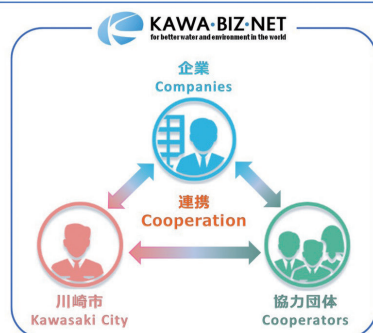 KAWA·BIZ·NET
for better water and environment in the world
企業
Companies
連携
Cooperation
川崎市
Kawasaki City
協力団体
Cooperators